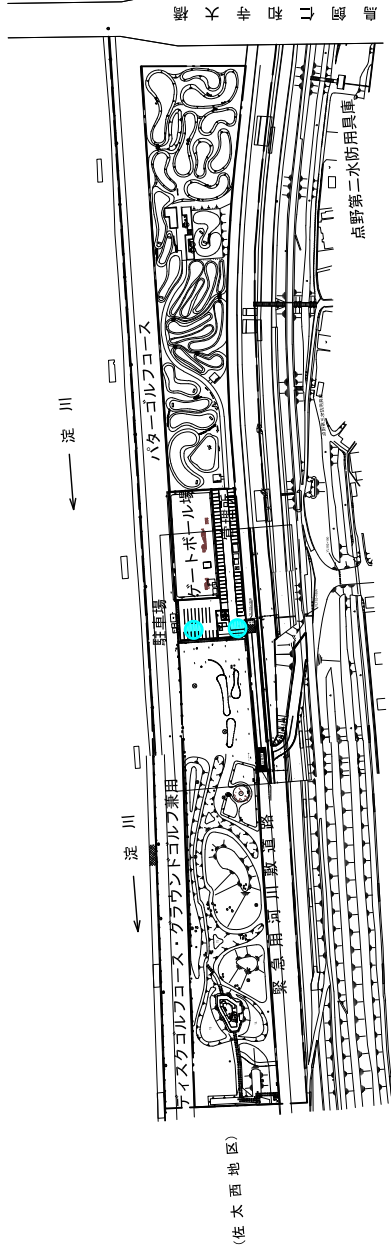 鳥飼仁和寺大橋
点野第二水防用具庫
← 淀川
パターゴルフコース
ゲートボール場
駐車場
← 淀川
ディスクゴルフコース・グラウンドゴルフ兼用
緊急用河川敷道路
(佐太西地区)